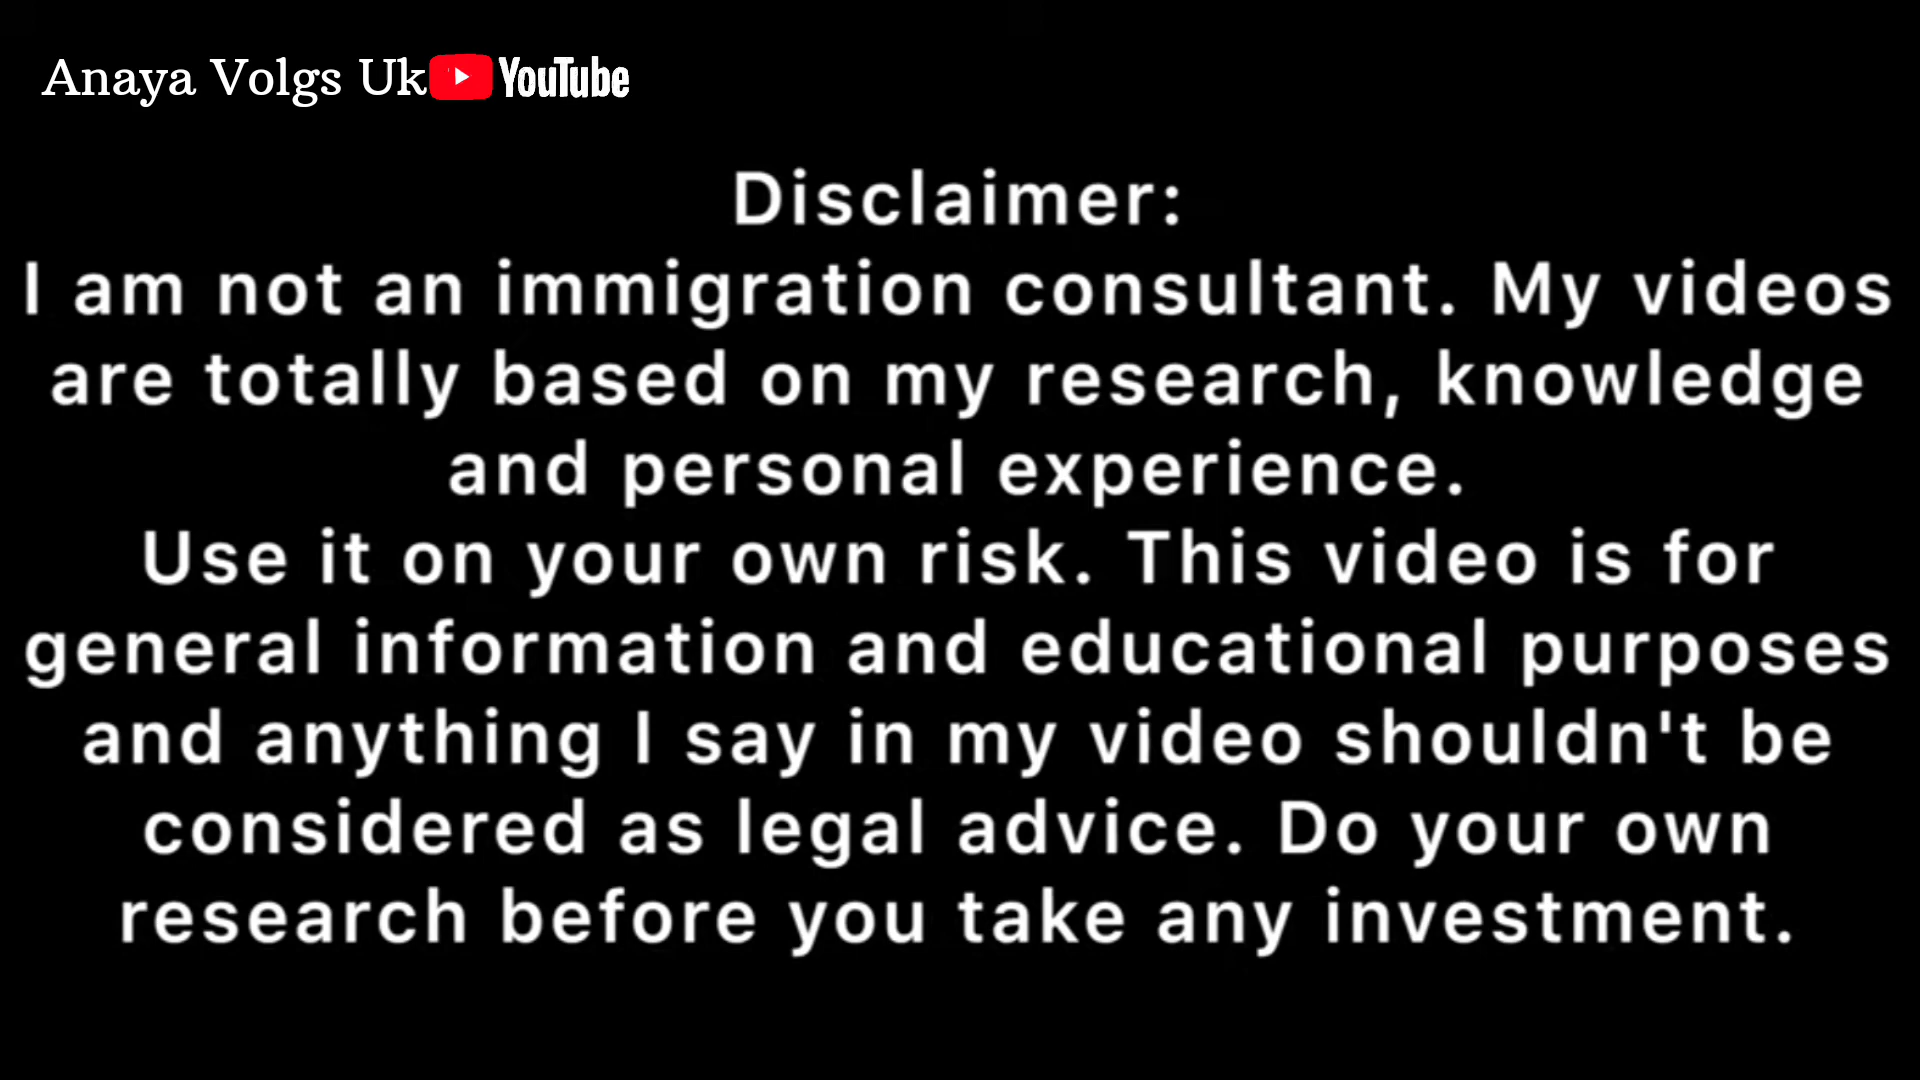 Anaya Volgs Uk YouTube
Disclaimer:
I am not an immigration consultant. My videos
are totally based on my research, knowledge
and personal experience.
Use it on your own risk. This video is for
general information and educational purposes
and anything I say in my video shouldn't be
considered as legal advice. Do your own
research before you take any investment.